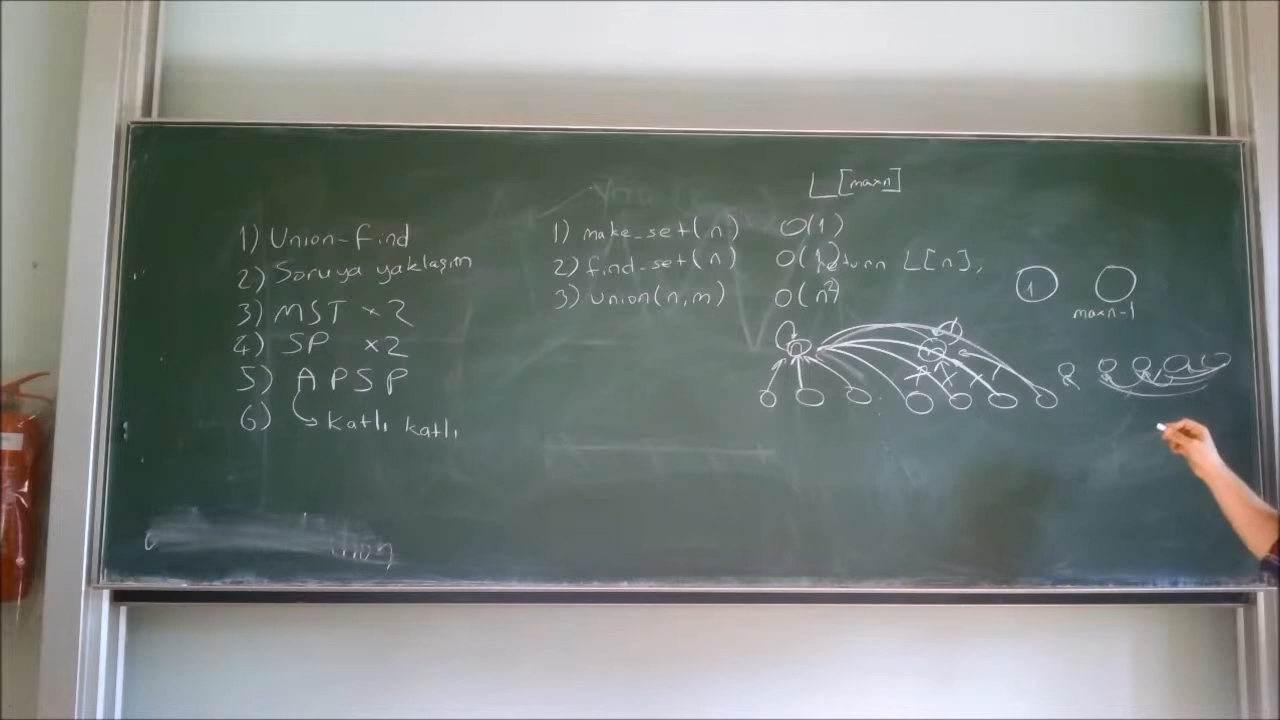 1) Union-find
2) Soruya yaklaşım
3) MST x2
4) SP x2
5) APSP
6) katlı katlı
L[maxn]
1) make_set(n) O(1)
2) find_set(n) O(1) return L[n];
3) union(n,m) O(n²)
1
maxn-1